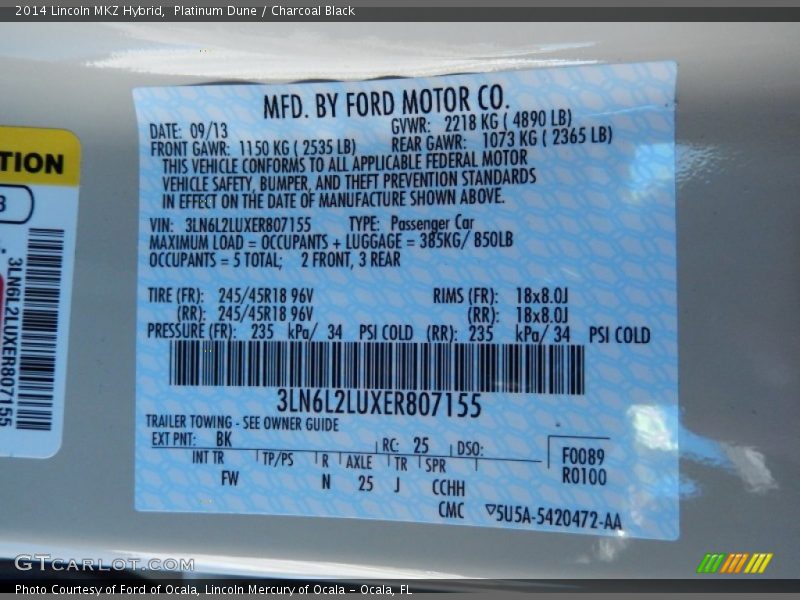 2014 Lincoln MKZ Hybrid,  Platinum Dune / Charcoal Black
TION
3
3LN6L2LUXER807155
MFD. BY FORD MOTOR CO.
DATE: 09/13 GVWR: 2218 KG ( 4890 LB)
FRONT GAWR: 1150 KG ( 2535 LB) REAR GAWR: 1073 KG ( 2365 LB)
THIS VEHICLE CONFORMS TO ALL APPLICABLE FEDERAL MOTOR
VEHICLE SAFETY, BUMPER, AND THEFT PREVENTION STANDARDS
IN EFFECT ON THE DATE OF MANUFACTURE SHOWN ABOVE.
VIN: 3LN6L2LUXER807155 TYPE: Passenger Car
MAXIMUM LOAD = OCCUPANTS + LUGGAGE = 385KG/ 850LB
OCCUPANTS = 5 TOTAL; 2 FRONT, 3 REAR
TIRE (FR): 245/45R18 96V RIMS (FR): 18x8.0J
(RR): 245/45R18 96V (RR): 18x8.0J
PRESSURE (FR): 235 kPa/ 34 PSI COLD (RR): 235 kPa/ 34 PSI COLD
3LN6L2LUXER807155
TRAILER TOWING - SEE OWNER GUIDE
EXT PNT: BK RC: 25 DSO: F0089
INT TR TP/PS R AXLE TR SPR R0100
FW N 25 J CCHH
CMC ▽5U5A-5420472-AA
GTCARLOT.COM
Photo Courtesy of Ford of Ocala, Lincoln Mercury of Ocala - Ocala, FL